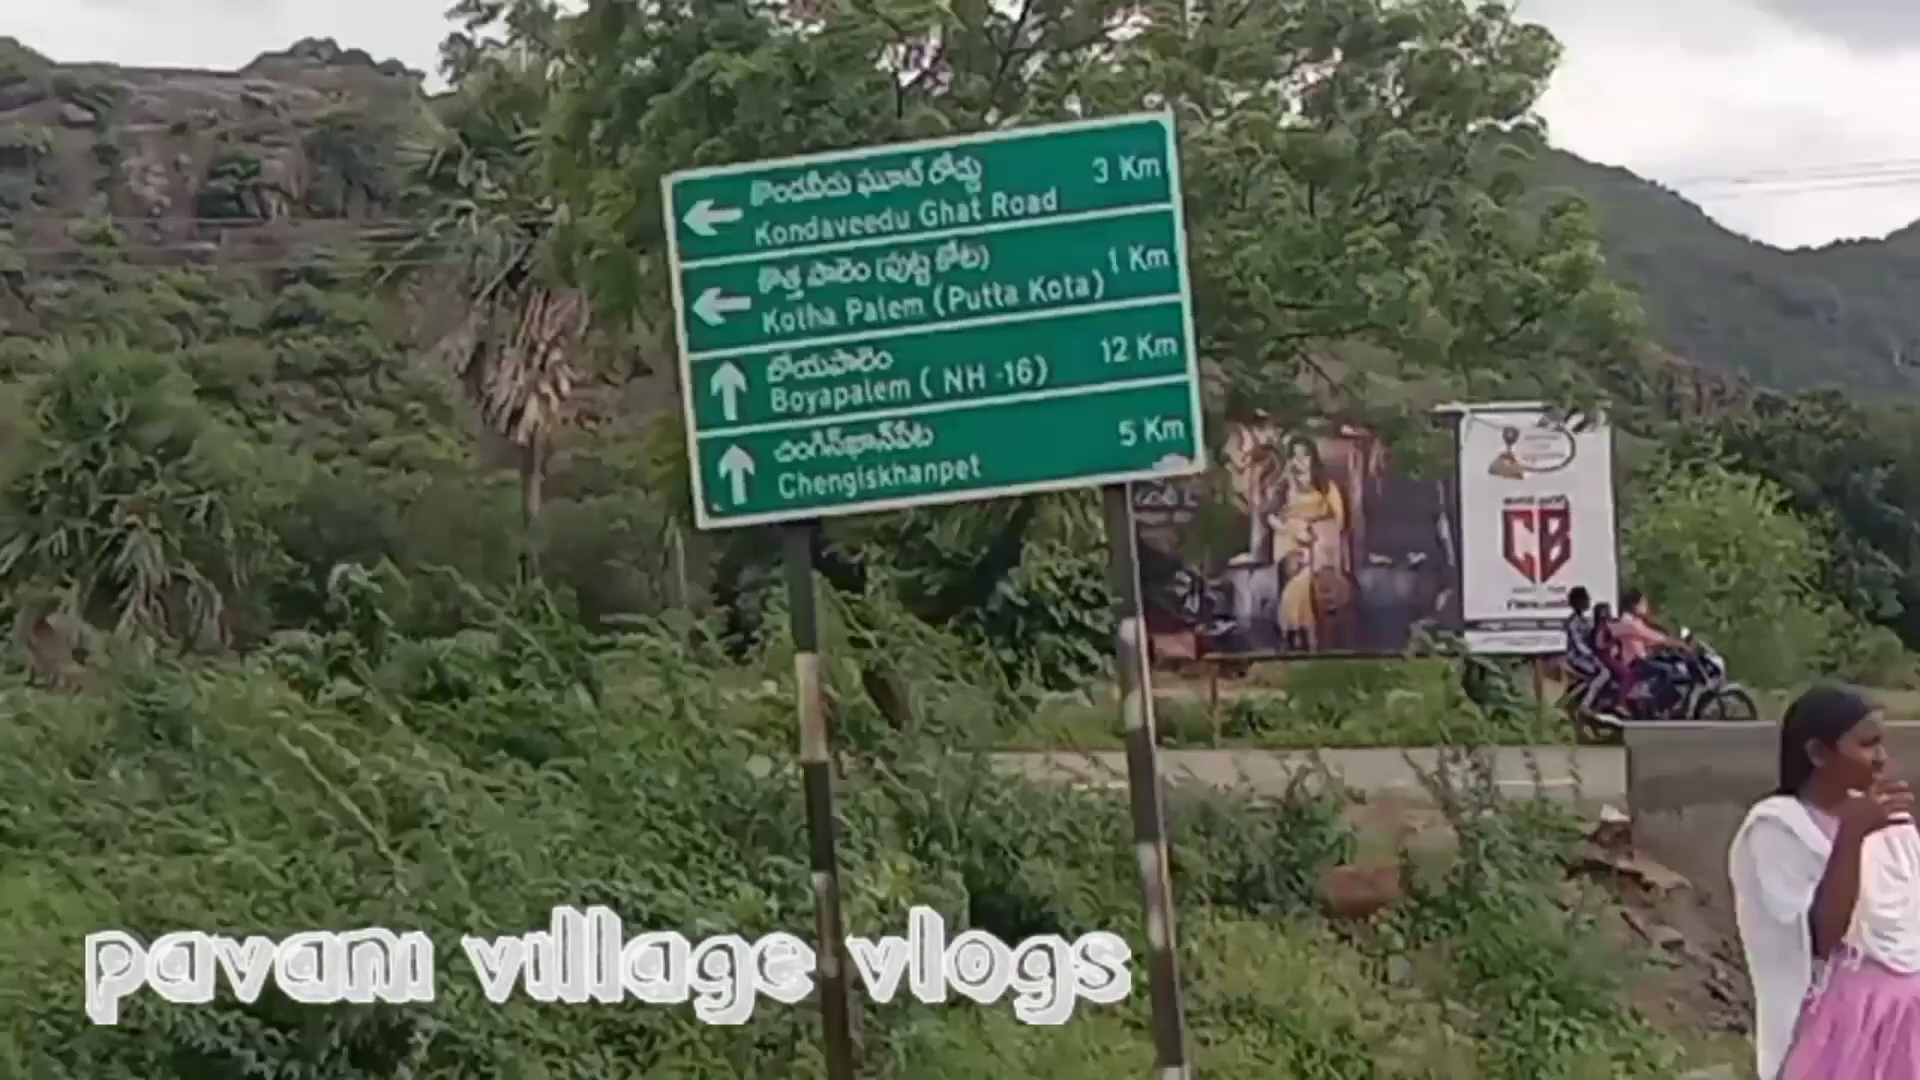 కొండవీడు ఘాట్ రోడ్డు 3 Km
Kondaveedu Ghat Road
కొత్త పాలెం (పుట్ట కోట) 1 Km
Kotha Palem (Putta Kota)
బోయపాలెం 12 Km
Boyapalem ( NH -16)
చంగిస్‌ఖాన్‌పేట 5 Km
Chengiskhanpet
CB
pavani village vlogs